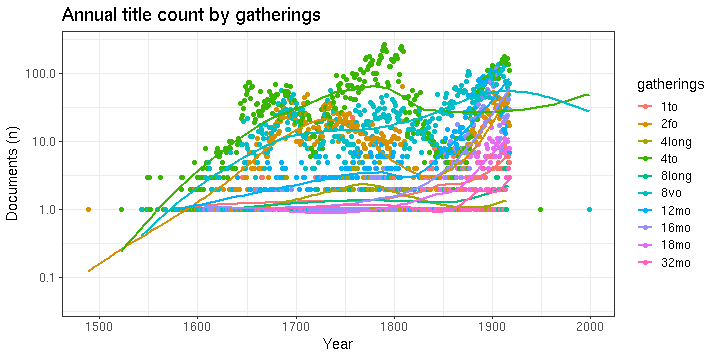 Annual title count by gatherings
Documents (n)
100.0
10.0
1.0
0.1
1500
1600
1700
1800
1900
2000
Year
gatherings
1to
2fo
4long
4to
8long
8vo
12mo
16mo
18mo
32mo